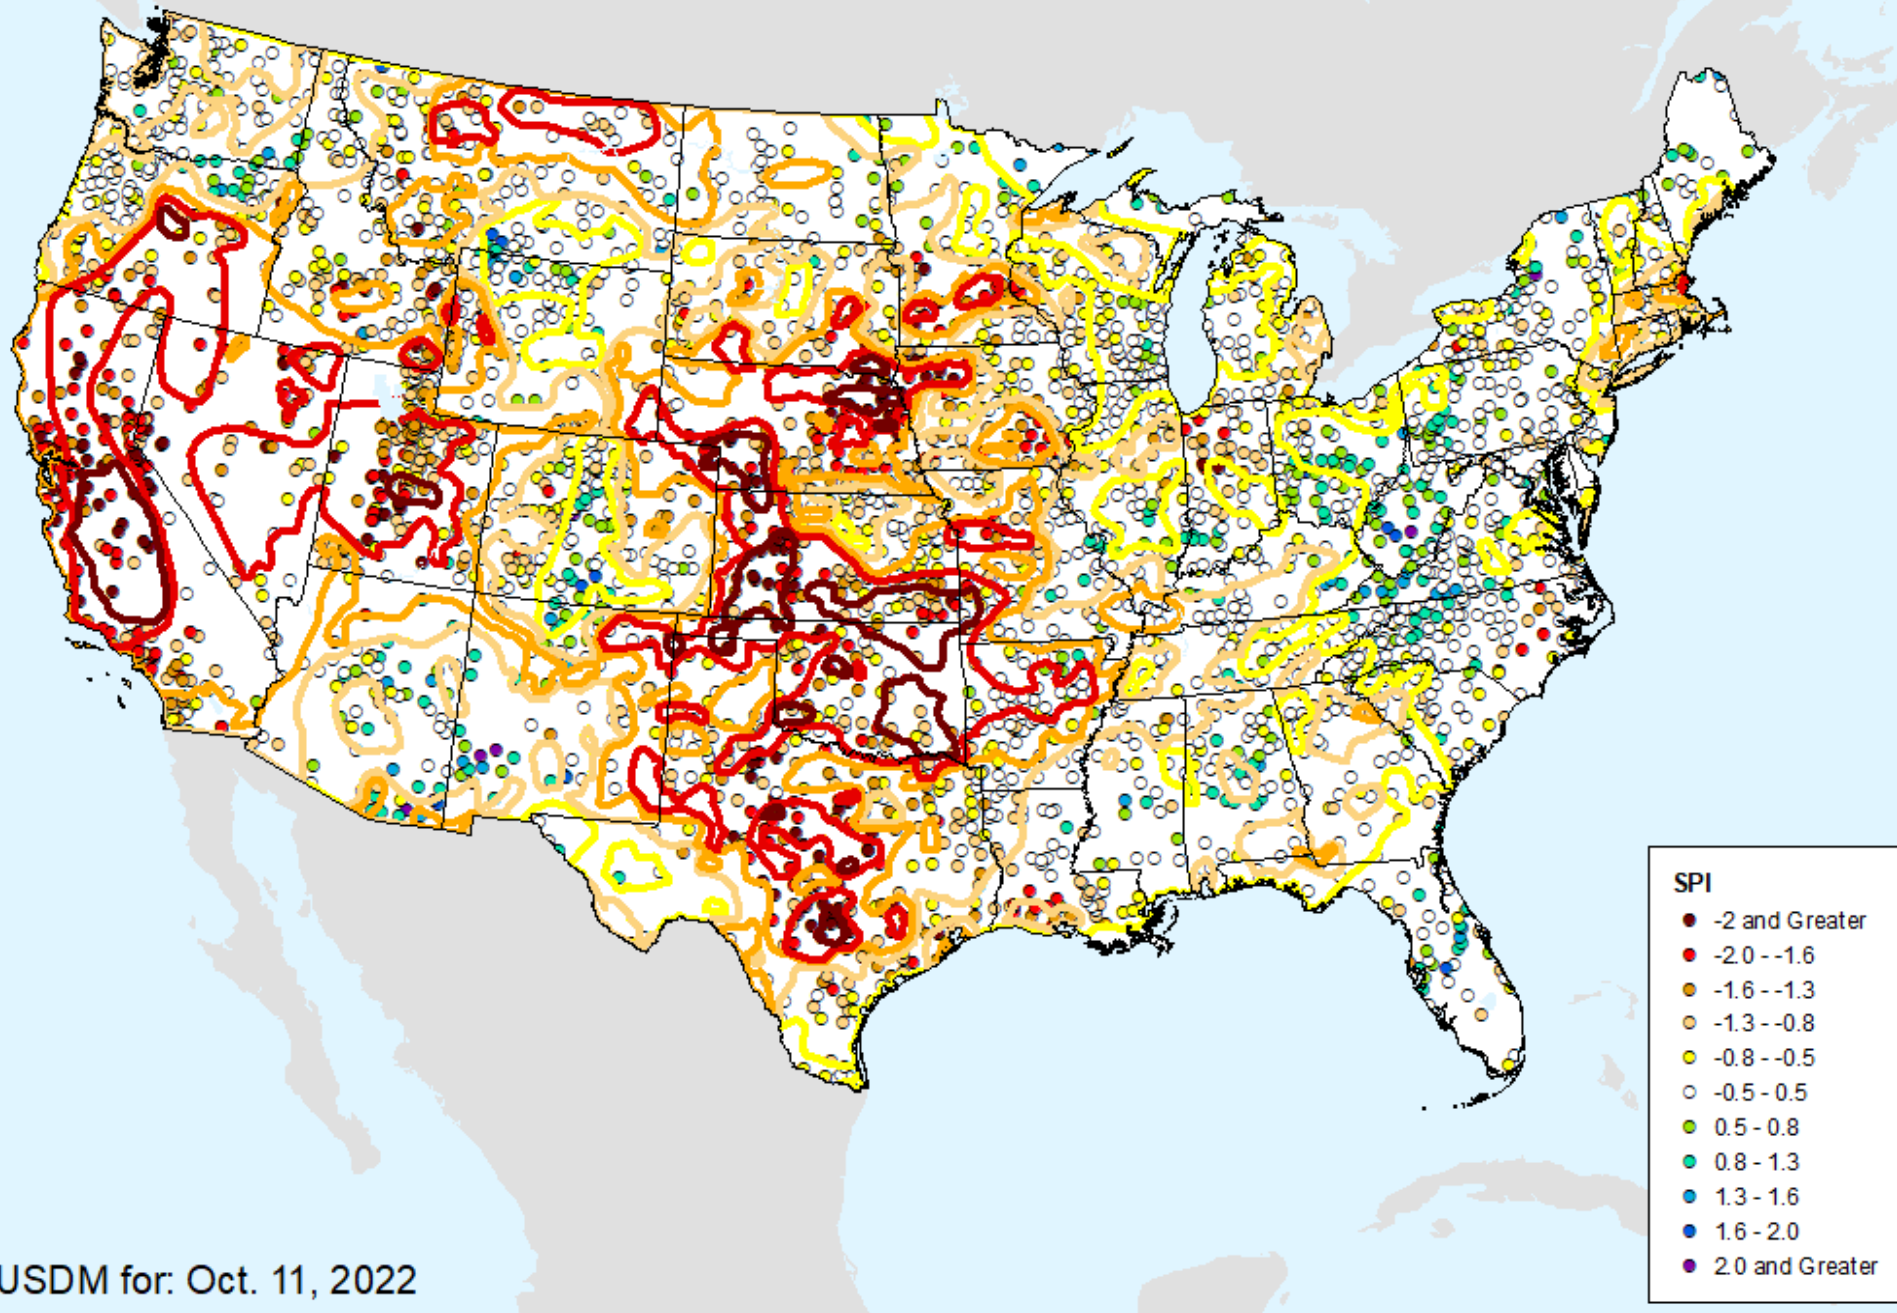 SPI
-2 and Greater
-2.0 - -1.6
-1.6 - -1.3
-1.3 - -0.8
-0.8 - -0.5
-0.5 - 0.5
0.5 - 0.8
0.8 - 1.3
1.3 - 1.6
1.6 - 2.0
2.0 and Greater
USDM for: Oct. 11, 2022